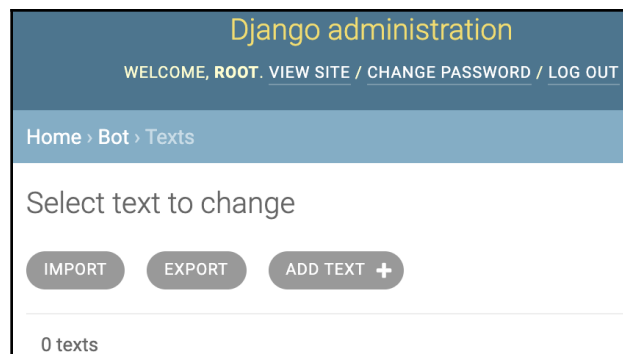 Django administration
WELCOME, ROOT. VIEW SITE / CHANGE PASSWORD / LOG OUT
Home › Bot › Texts
Select text to change
IMPORT EXPORT ADD TEXT +
0 texts